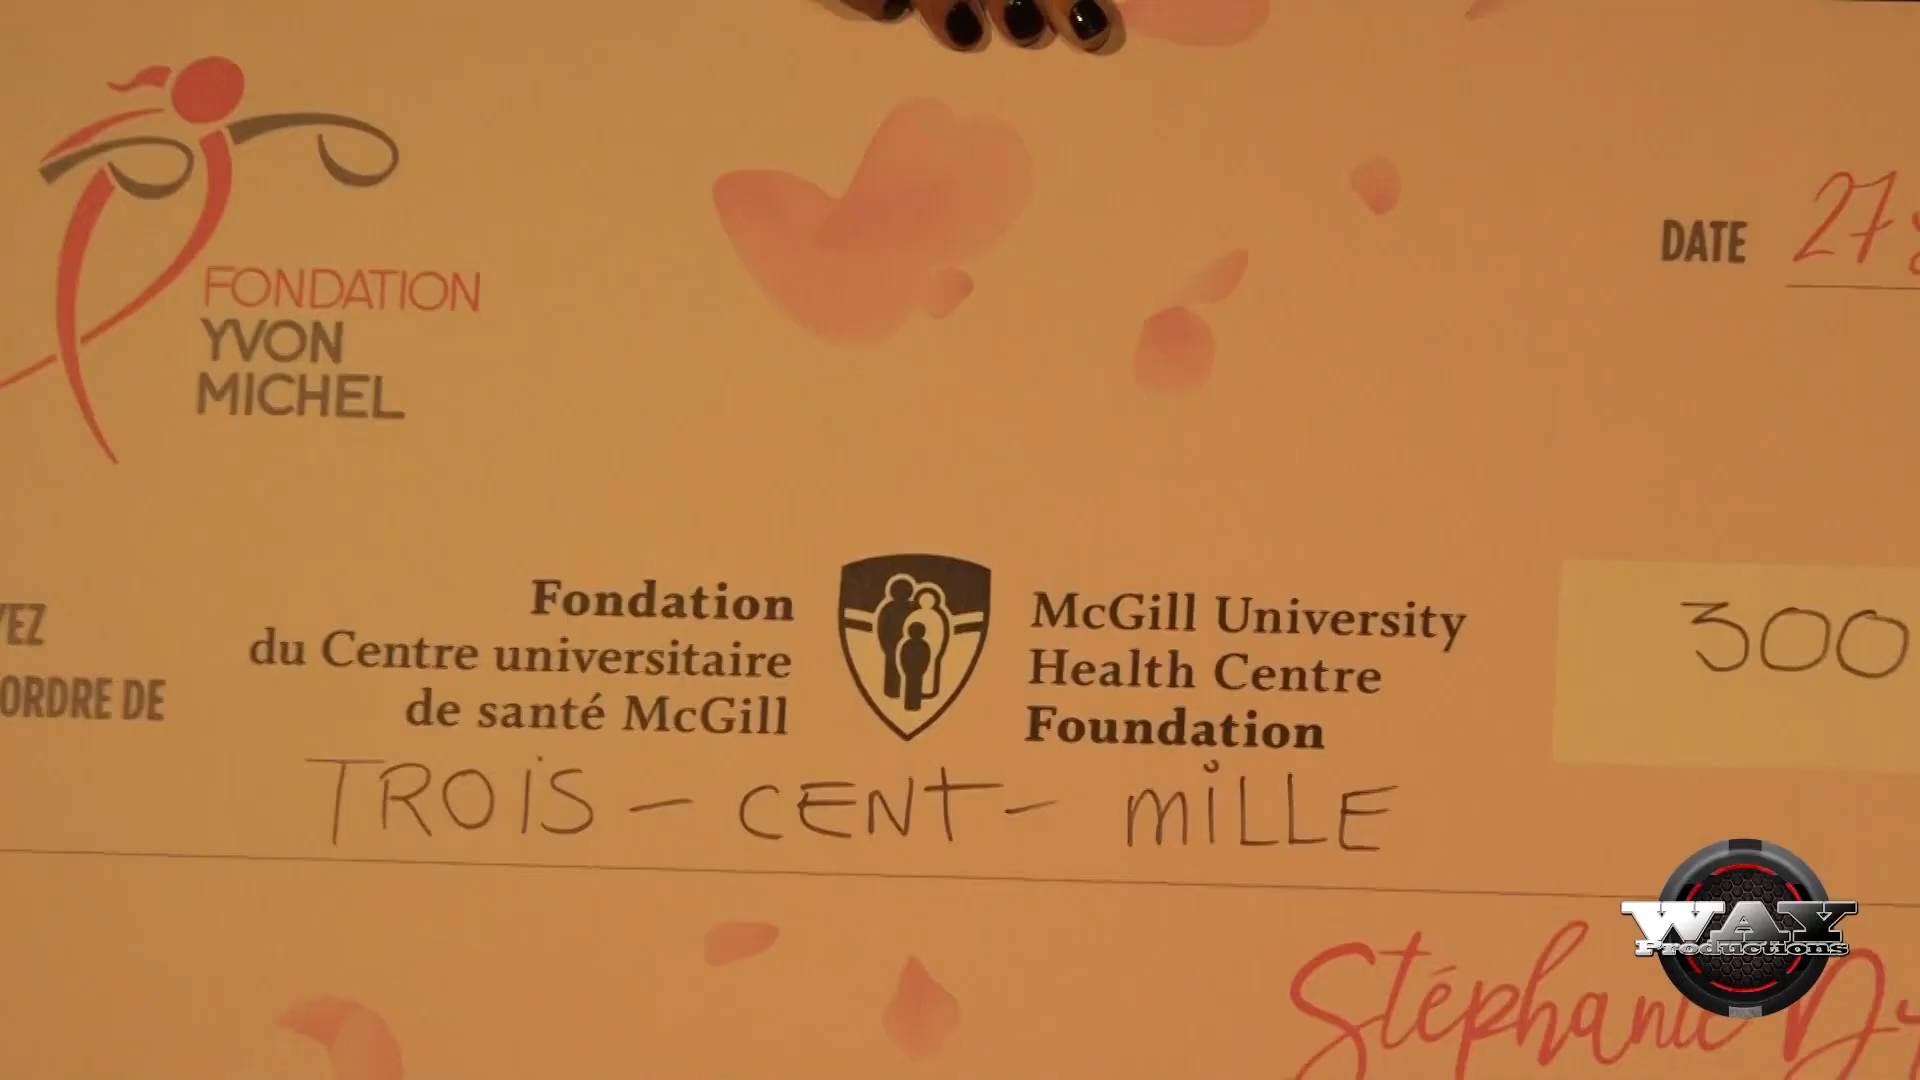 FONDATION
YVON
MICHEL
DATE 27
Fondation
du Centre universitaire
de santé McGill
McGill University
Health Centre
Foundation
ORDRE DE
300
TROIS - CENT - MILLE
Stéphanie
WAY
Productions